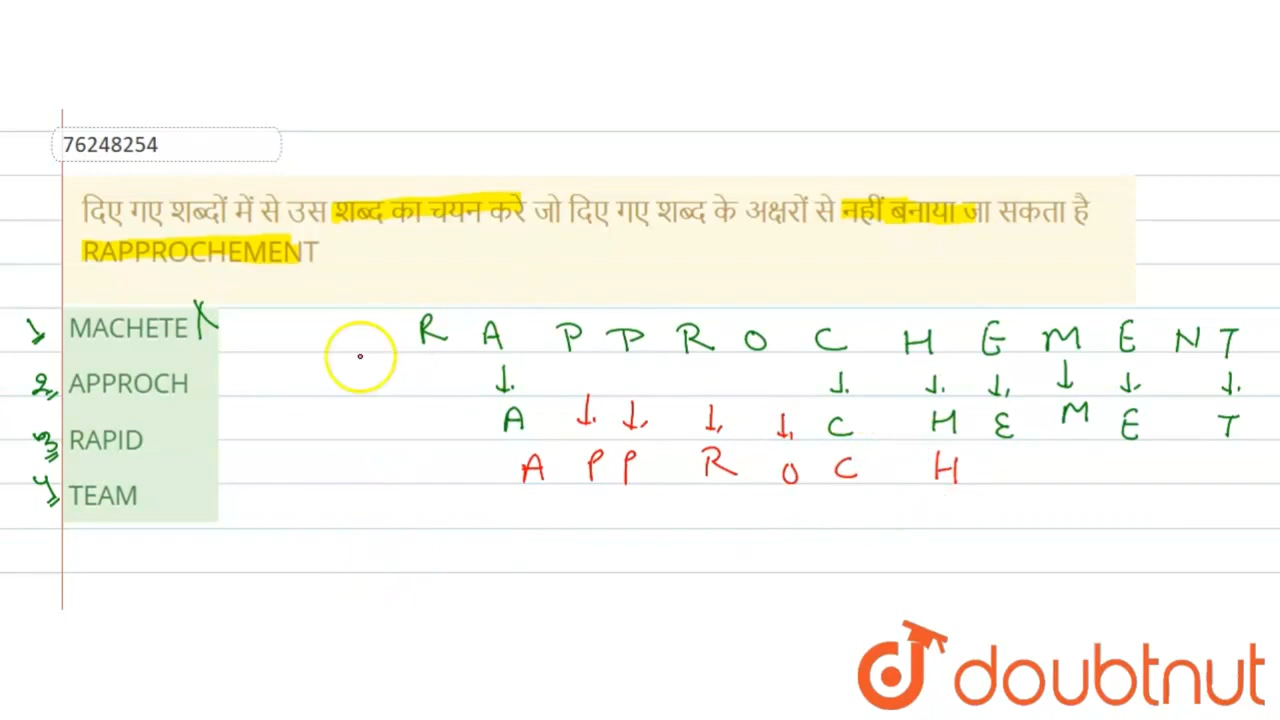 76248254
दिए गए शब्दों में से उस शब्द का चयन करे जो दिए गए शब्द के अक्षरों से नहीं बनाया जा सकता है
RAPPROCHEMENT
1, MACHETE X
2, APPROCH
3, RAPID
4, TEAM
R A P P R O C H E M E N T
A C H E M E T
A P P R O C H
doubtnut